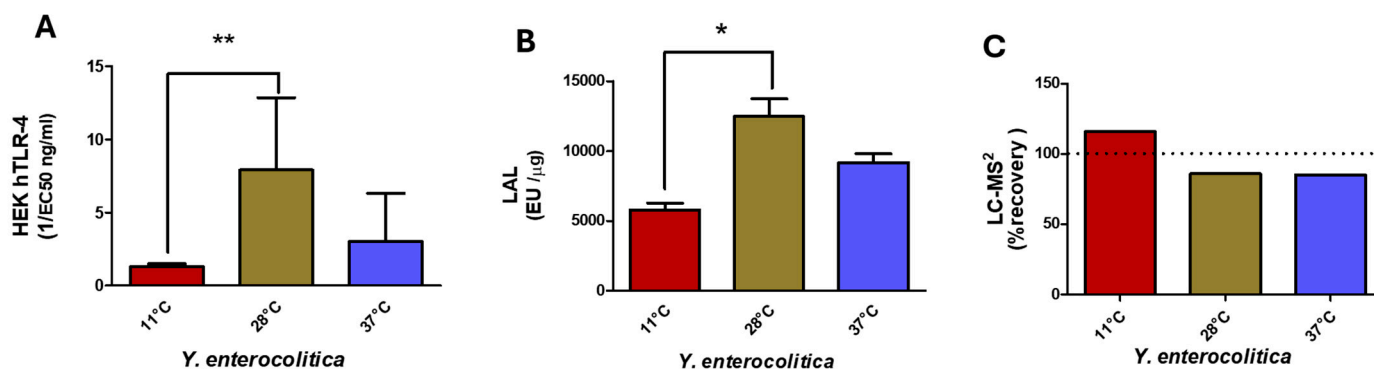 A
**
HEK hTLR-4
(1/EC50 ng/ml)
15
10
5
0
11°C
28°C
37°C
Y. enterocolitica
B
*
LAL
(EU /μg)
15000
10000
5000
0
11°C
28°C
37°C
Y. enterocolitica
C
LC-MS²
(%recovery )
150
100
50
0
11°C
28°C
37°C
Y. enterocolitica